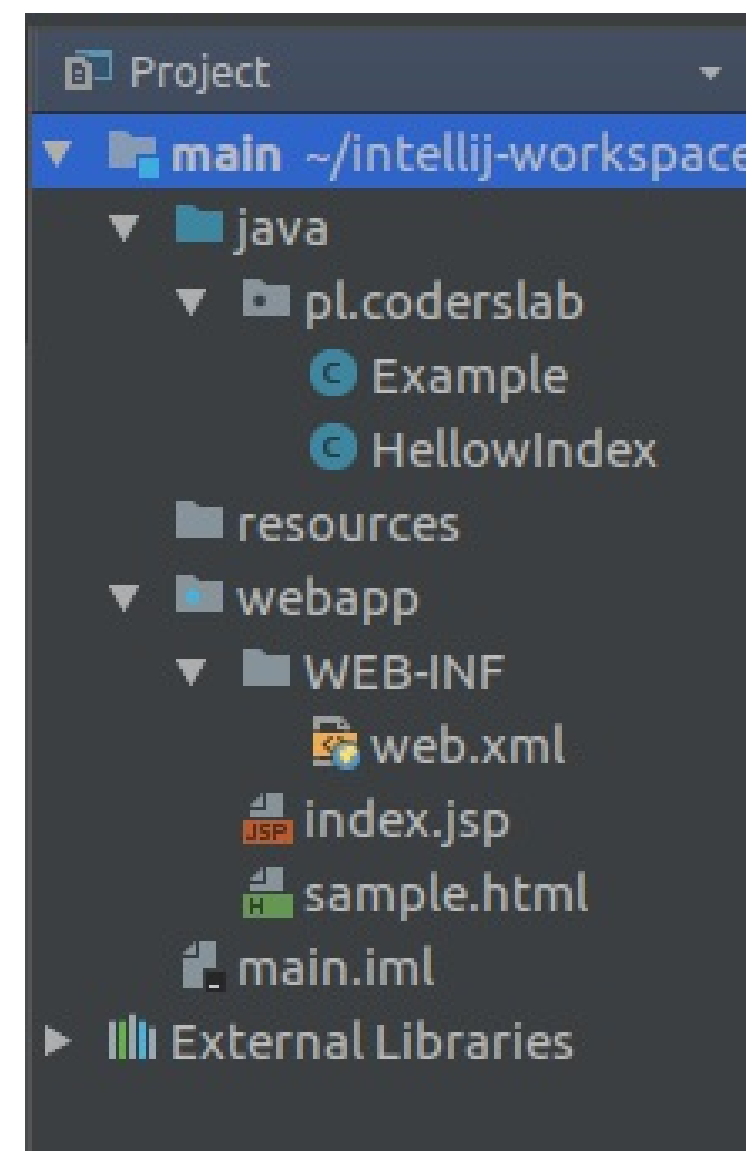 Project
main ~/intellij-workspace
java
pl.coderslab
C Example
C HellowIndex
resources
webapp
WEB-INF
<> web.xml
JSP index.jsp
H sample.html
main.iml
External Libraries